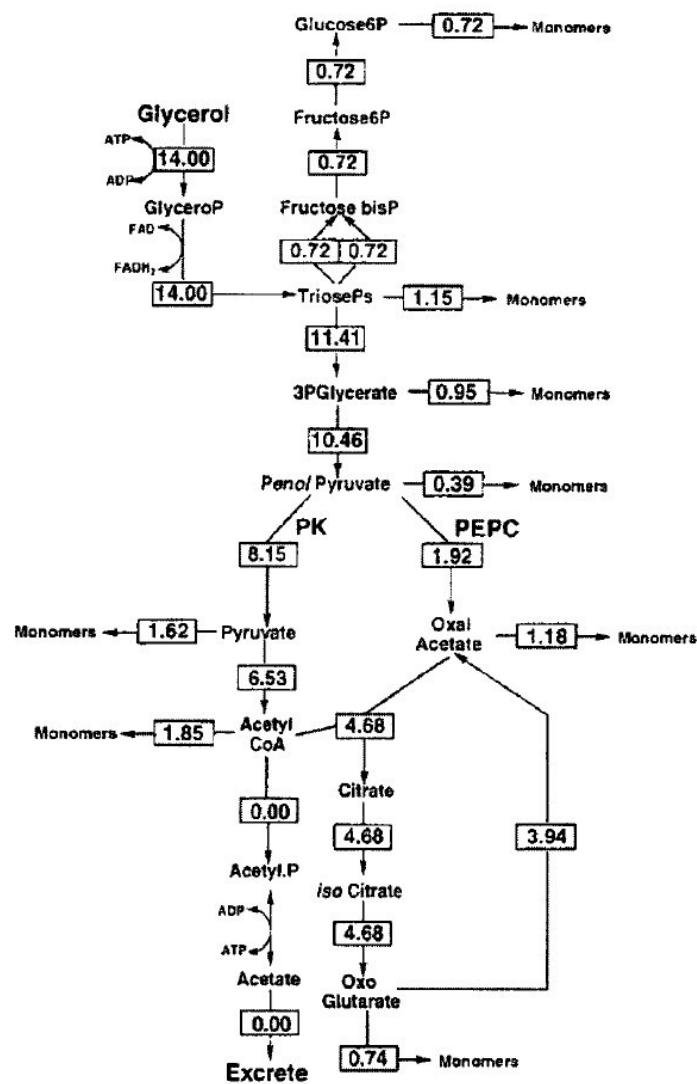 Glucose6P 0.72 Monomers
0.72
Glycerol
Fructose6P
ATP
14.00
ADP
0.72
GlyceroP
Fructose bisP
FAD
0.72 0.72
FADH₂
14.00
TriosePs 1.15 Monomers
11.41
3PGlycerate 0.95 Monomers
10.46
Penol Pyruvate 0.39 Monomers
PK
PEPC
8.15
1.92
Monomers 1.62 Pyruvate
Oxal
Acetate 1.18 Monomers
6.53
Monomers 1.85 Acetyl
CoA
4.68
Citrate
0.00
4.68
3.94
Acetyl.P
iso Citrate
ADP
4.68
ATP
Acetate
Oxo
Glutarate
0.00
0.74 Monomers
Excrete